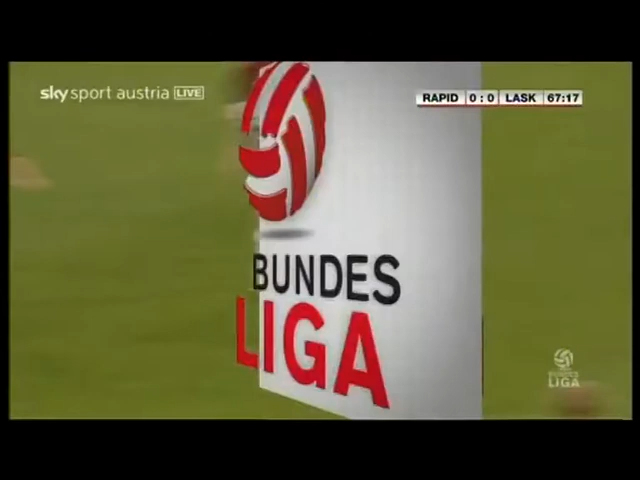 sky sport austria LIVE
RAPID 0 : 0 LASK 67:17
BUNDES
LIGA
BUNDES
LIGA